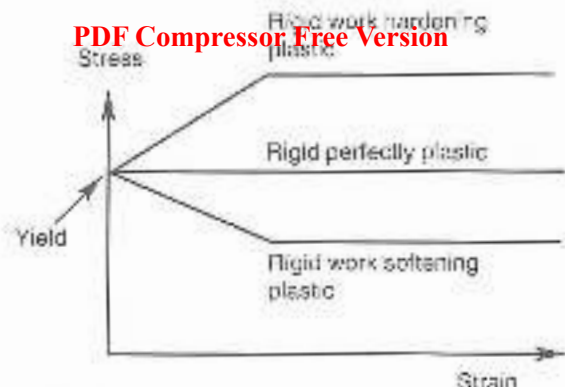 Rigid work hardening
plastic
PDF Compressor Free Version
Stress
Rigid perfectly plastic
Yield
Rigid work softening
plastic
Strain